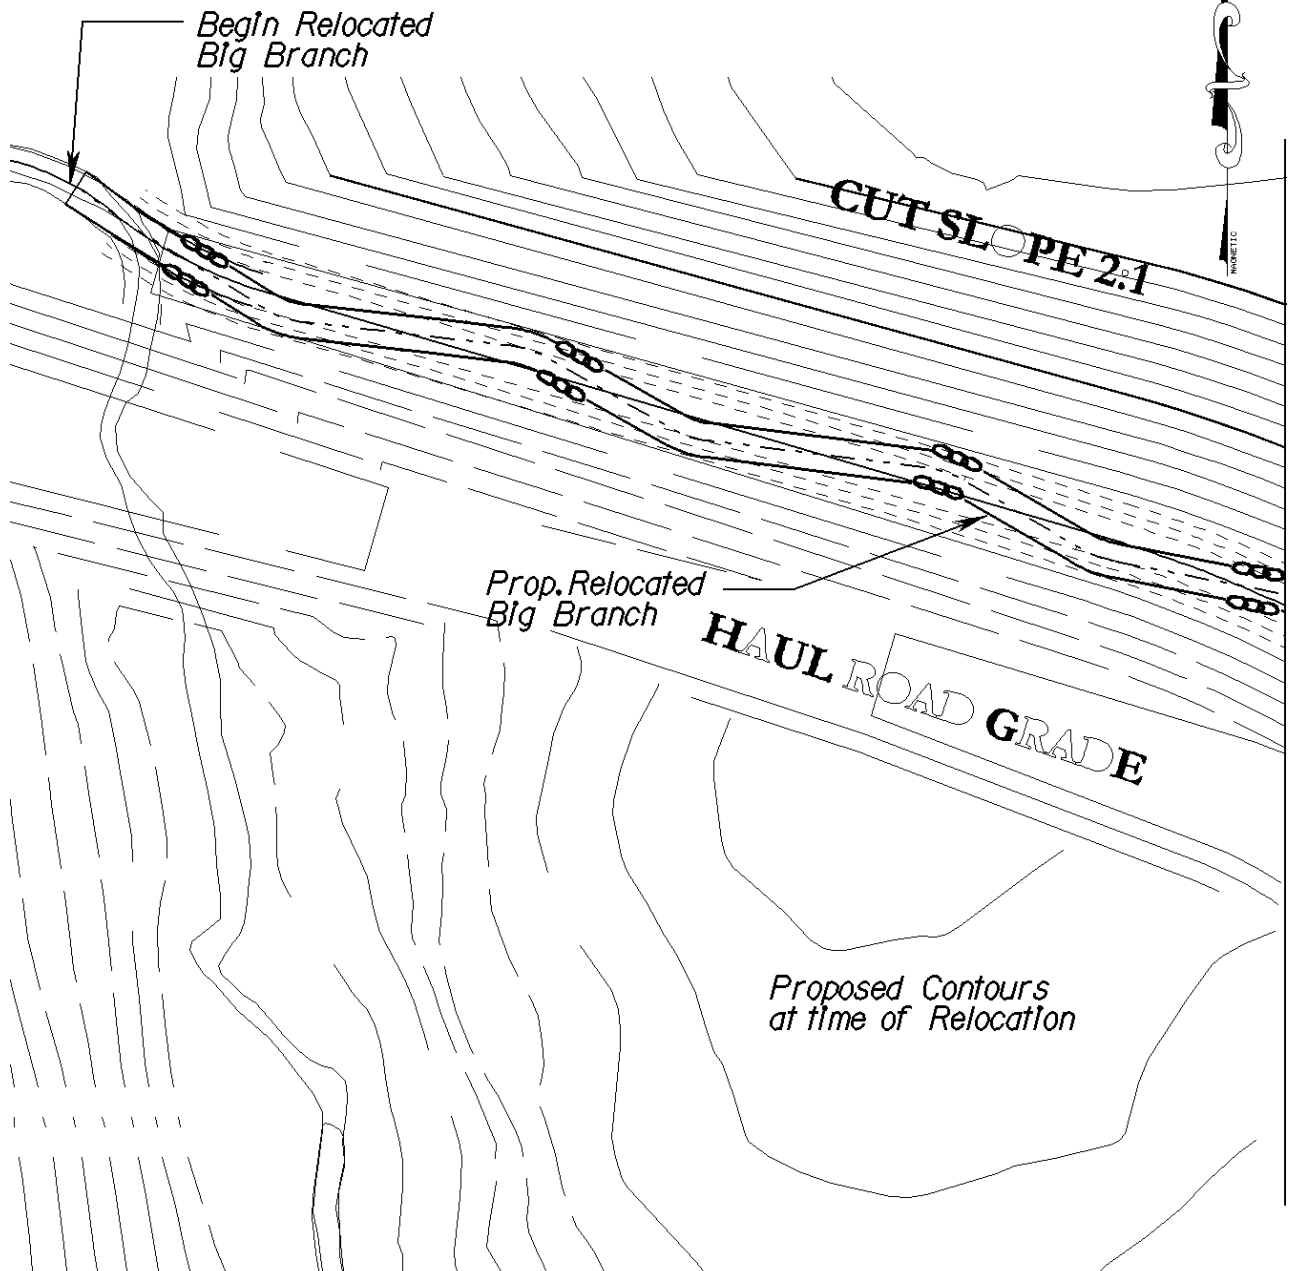 Begin Relocated
Big Branch
MAGNETIC
CUT SLOPE 2:1
Prop. Relocated
Big Branch
HAUL ROAD GRADE
Proposed Contours
at time of Relocation